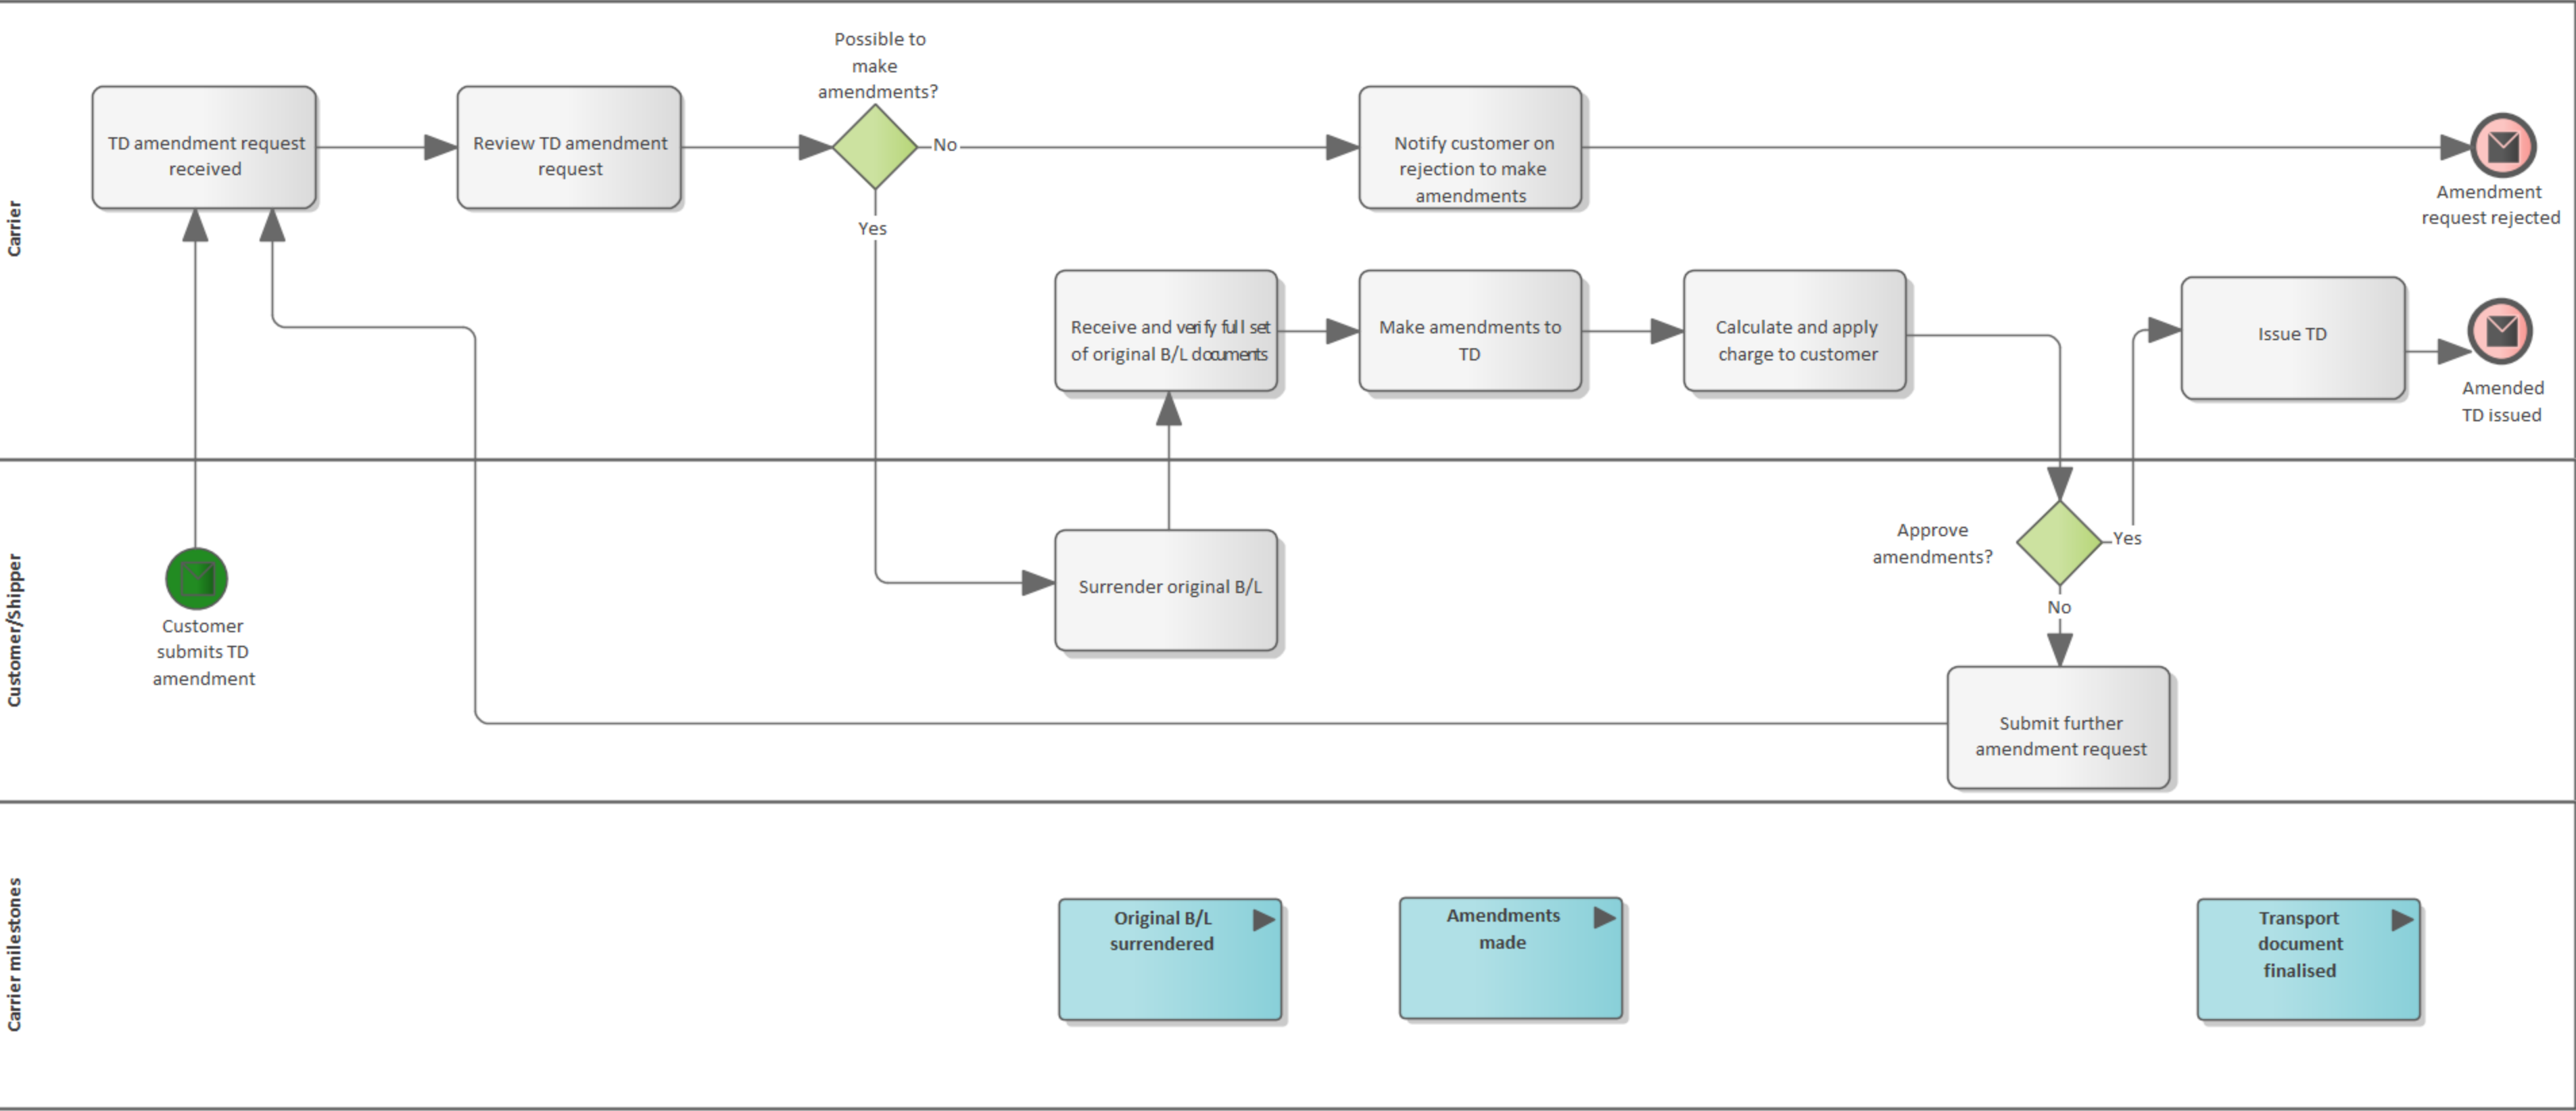 Carrier
TD amendment request
received
Review TD amendment
request
Possible to
make
amendments?
No
Yes
Notify customer on
rejection to make
amendments
Amendment
request rejected
Receive and verify full set
of original B/L documents
Make amendments to
TD
Calculate and apply
charge to customer
Issue TD
Amended
TD issued
Customer/Shipper
Customer
submits TD
amendment
Surrender original B/L
Approve
amendments?
Yes
No
Submit further
amendment request
Carrier milestones
Original B/L
surrendered
Amendments
made
Transport
document
finalised